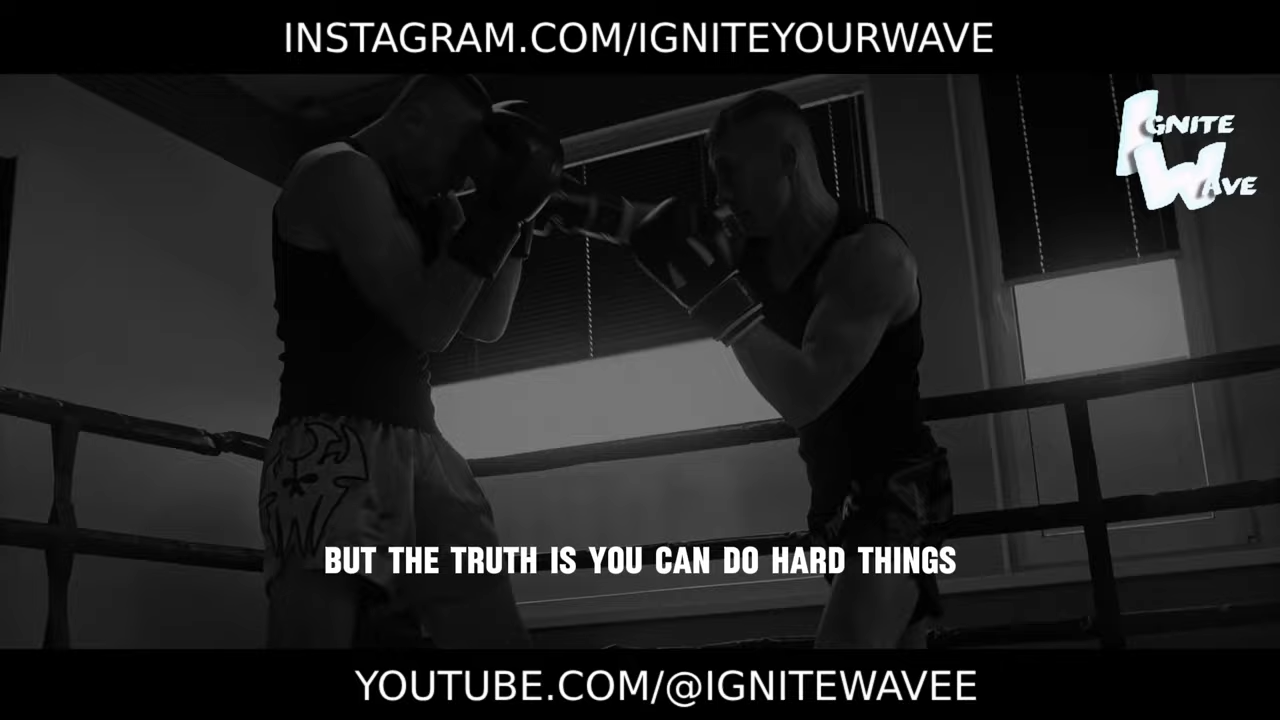 INSTAGRAM.COM/IGNITEYOURWAVE
IGNITE
WAVE
BUT THE TRUTH IS YOU CAN DO HARD THINGS
YOUTUBE.COM/@IGNITEWAVEE